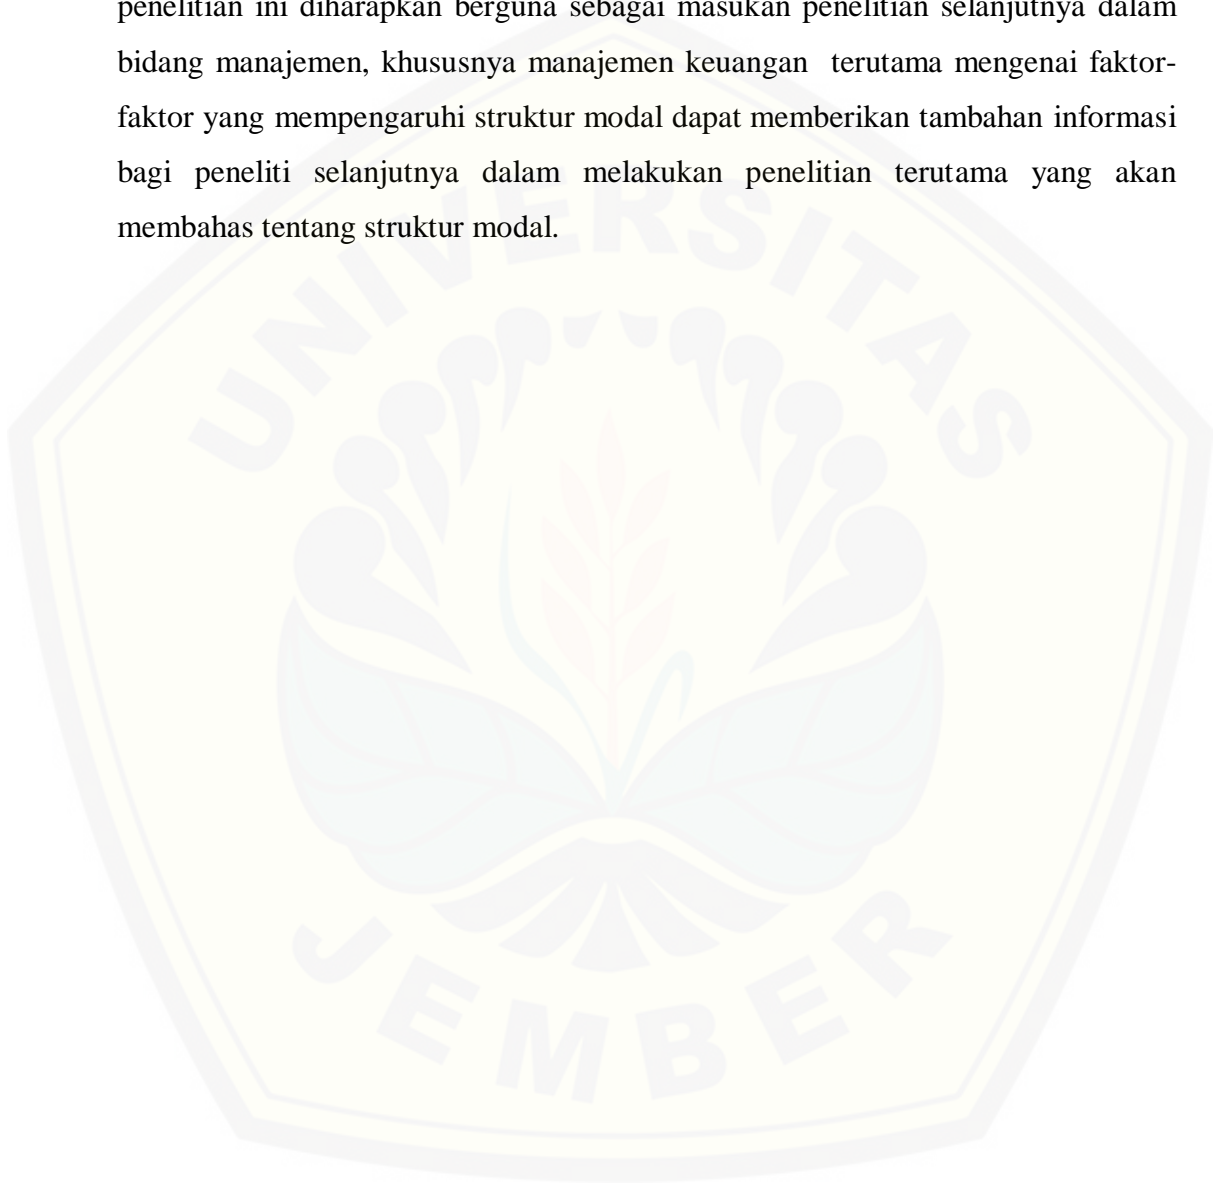 penelitian ini diharapkan berguna sebagai masukan penelitian selanjutnya dalam
bidang manajemen, khususnya manajemen keuangan  terutama mengenai faktor-
faktor yang mempengaruhi struktur modal dapat memberikan tambahan informasi
bagi peneliti selanjutnya dalam melakukan penelitian terutama yang akan
membahas tentang struktur modal.
UNIVERSITAS
JEMBER